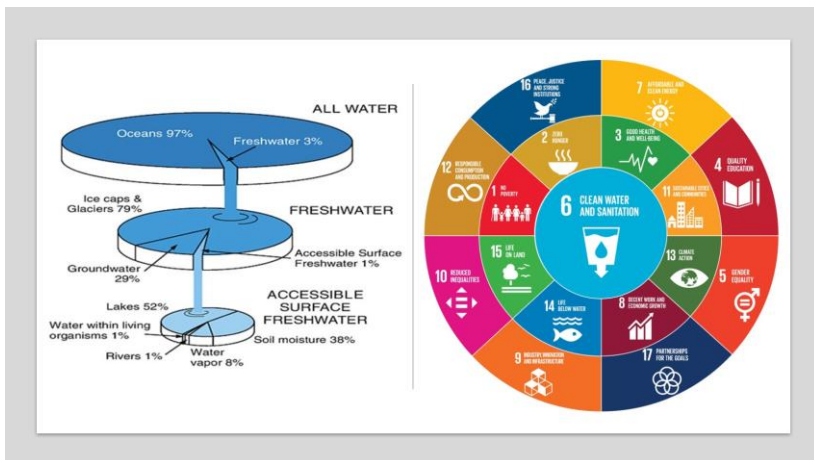 ALL WATER
Oceans 97%
Freshwater 3%
Ice caps &
Glaciers 79%
FRESHWATER
Groundwater
29%
Accessible Surface
Freshwater 1%
Lakes 52%
ACCESSIBLE
SURFACE
FRESHWATER
Water within living
organisms 1%
Rivers 1%
Water
vapor 8%
Soil moisture 38%
16 PEACE, JUSTICE
AND STRONG
INSTITUTIONS
7 AFFORDABLE AND
CLEAN ENERGY
2 ZERO
HUNGER
3 GOOD HEALTH
AND WELL-BEING
12 RESPONSIBLE
CONSUMPTION
AND PRODUCTION
4 QUALITY
EDUCATION
1 NO
POVERTY
6 CLEAN WATER
AND SANITATION
11 SUSTAINABLE CITIES
AND COMMUNITIES
10 REDUCED
INEQUALITIES
15 LIFE
ON LAND
13 CLIMATE
ACTION
5 GENDER
EQUALITY
14 LIFE
BELOW WATER
8 DECENT WORK AND
ECONOMIC GROWTH
9 INDUSTRY, INNOVATION
AND INFRASTRUCTURE
17 PARTNERSHIPS
FOR THE GOALS